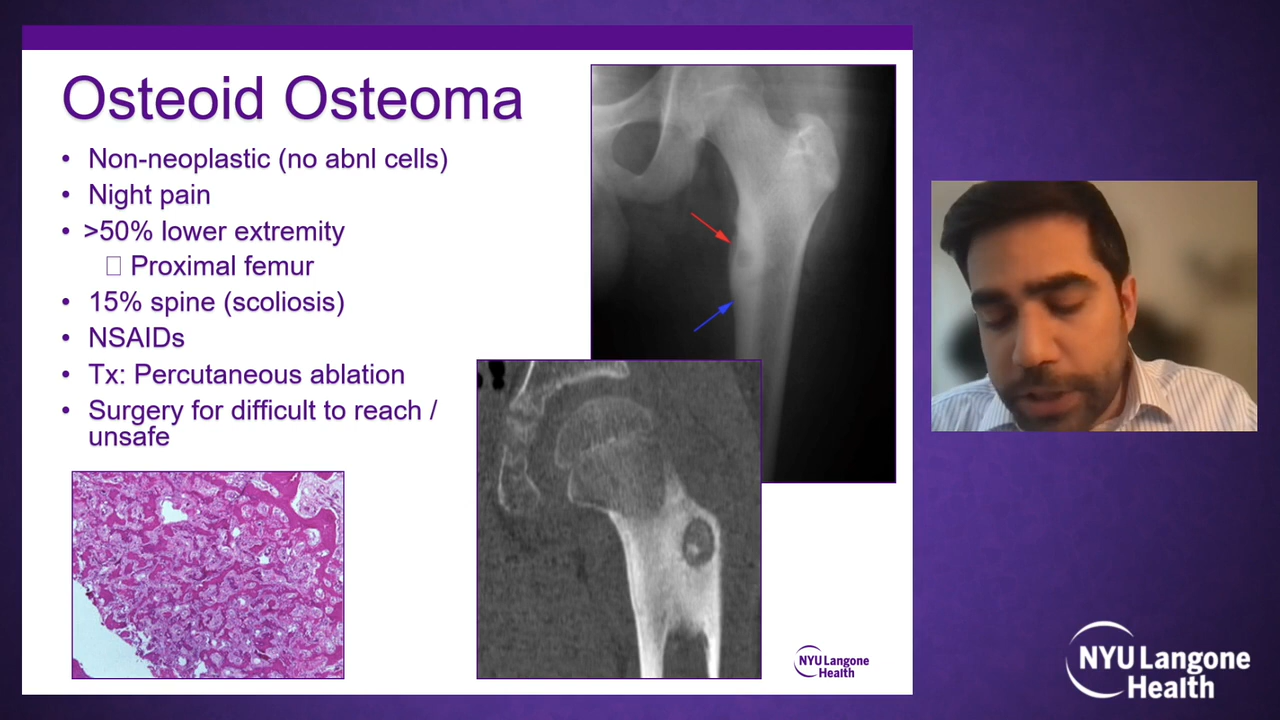 Osteoid Osteoma
• Non-neoplastic (no abnl cells)
• Night pain
• >50% lower extremity
□ Proximal femur
• 15% spine (scoliosis)
• NSAIDs
• Tx: Percutaneous ablation
• Surgery for difficult to reach /
unsafe
NYU Langone
Health
NYU Langone
Health